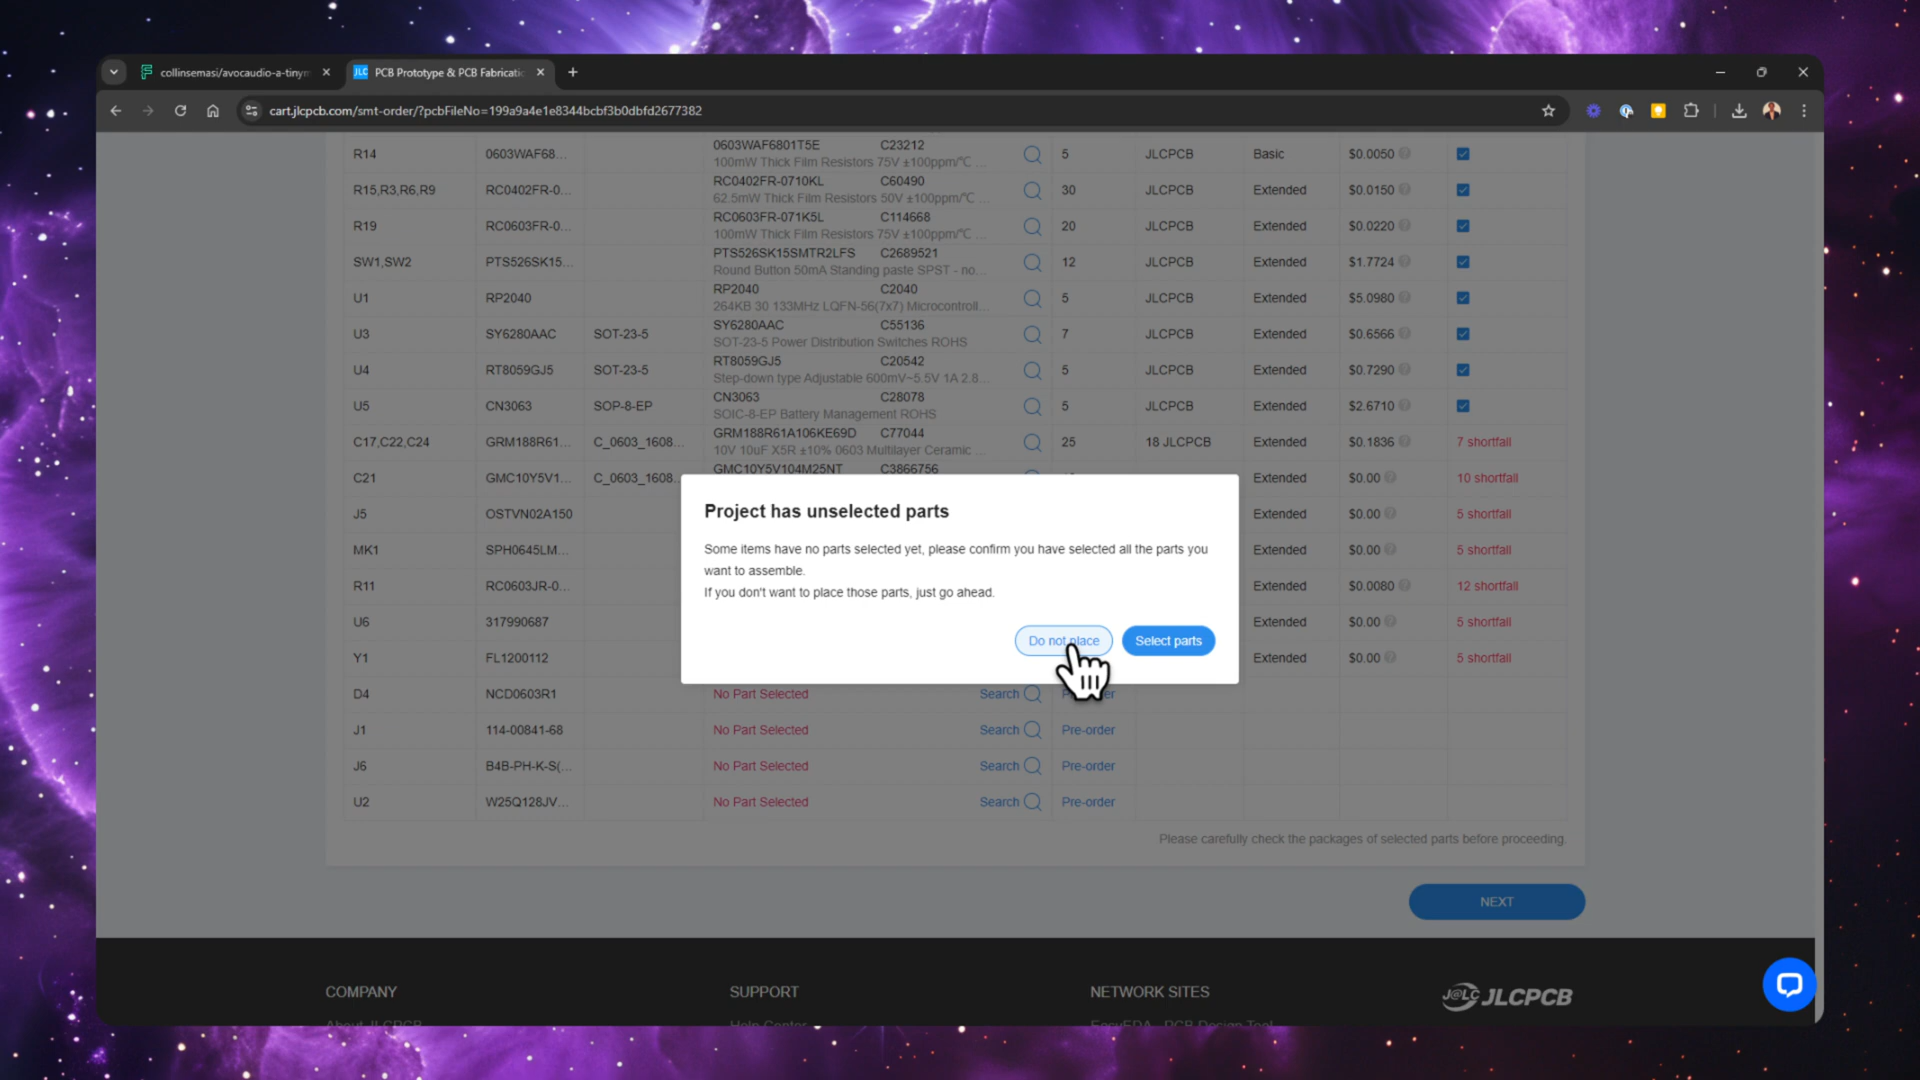 collinsemasi/avocaudio-a-tinym
JLC PCB Prototype & PCB Fabricatic
cart.jlcpcb.com/smt-order/?pcbFileNo=199a9a4e1e8344bcbf3b0dbfd2677382
R14 0603WAF68... 0603WAF6801T5E C23212 5 JLCPCB Basic $0.0050
100mW Thick Film Resistors 75V ±100ppm/℃ ...
R15,R3,R6,R9 RC0402FR-0... RC0402FR-0710KL C60490 30 JLCPCB Extended $0.0150
62.5mW Thick Film Resistors 50V ±100ppm/℃ ...
R19 RC0603FR-0... RC0603FR-071K5L C114668 20 JLCPCB Extended $0.0220
100mW Thick Film Resistors 75V ±100ppm/℃ ...
SW1,SW2 PTS526SK15... PTS526SK15SMTR2LFS C2689521 12 JLCPCB Extended $1.7724
Round Button 50mA Standing paste SPST - no...
U1 RP2040 RP2040 C2040 5 JLCPCB Extended $5.0980
264KB 30 133MHz LQFN-56(7x7) Microcontroll...
U3 SY6280AAC SOT-23-5 SY6280AAC C55136 7 JLCPCB Extended $0.6566
SOT-23-5 Power Distribution Switches ROHS
U4 RT8059GJ5 SOT-23-5 RT8059GJ5 C20542 5 JLCPCB Extended $0.7290
Step-down type Adjustable 600mV~5.5V 1A 2.8...
U5 CN3063 SOP-8-EP CN3063 C28078 5 JLCPCB Extended $2.6710
SOIC-8-EP Battery Management ROHS
C17,C22,C24 GRM188R61... C_0603_1608... GRM188R61A106KE69D C77044 25 18 JLCPCB Extended $0.1836 7 shortfall
10V 10uF X5R ±10% 0603 Multilayer Ceramic ...
C21 GMC10Y5V1... C_0603_1608... GMC10Y5V104M25NT C3866756 Extended $0.00 10 shortfall
J5 OSTVN02A150 Extended $0.00 5 shortfall
MK1 SPH0645LM... Extended $0.00 5 shortfall
R11 RC0603JR-0... Extended $0.0080 12 shortfall
U6 317990687 Extended $0.00 5 shortfall
Y1 FL1200112 Extended $0.00 5 shortfall
Project has unselected parts
Some items have no parts selected yet, please confirm you have selected all the parts you
want to assemble.
If you don't want to place those parts, just go ahead.
Do not place Select parts
D4 NCD0603R1 No Part Selected Search
J1 114-00841-68 No Part Selected Search Pre-order
J6 B4B-PH-K-S(... No Part Selected Search Pre-order
U2 W25Q128JV... No Part Selected Search Pre-order
Please carefully check the packages of selected parts before proceeding.
NEXT
COMPANY SUPPORT NETWORK SITES J@LC JLCPCB
About JLCPCB Help Center EasyEDA - PCB Design Tool